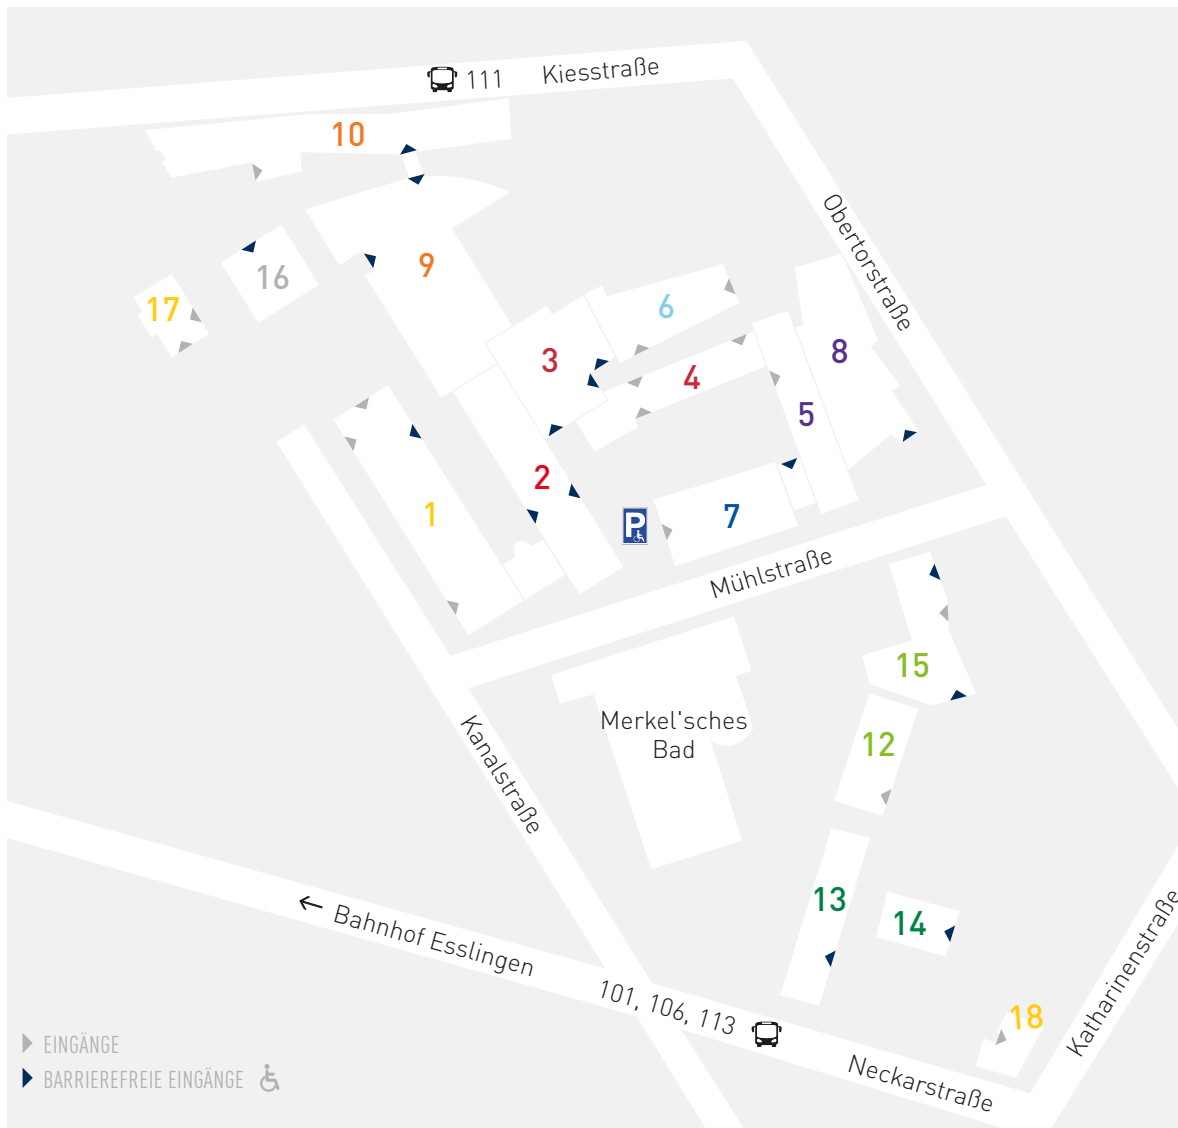 111
Kiesstraße
10
Obertorstraße
9
16
17
6
3
8
4
5
2
1
7
P
Mühlstraße
15
Merkel'sches
Bad
12
Kanalstraße
13
14
← Bahnhof Esslingen
101, 106, 113
18
Katharinenstraße
Neckarstraße
EINGÄNGE
BARRIEREFREIE EINGÄNGE